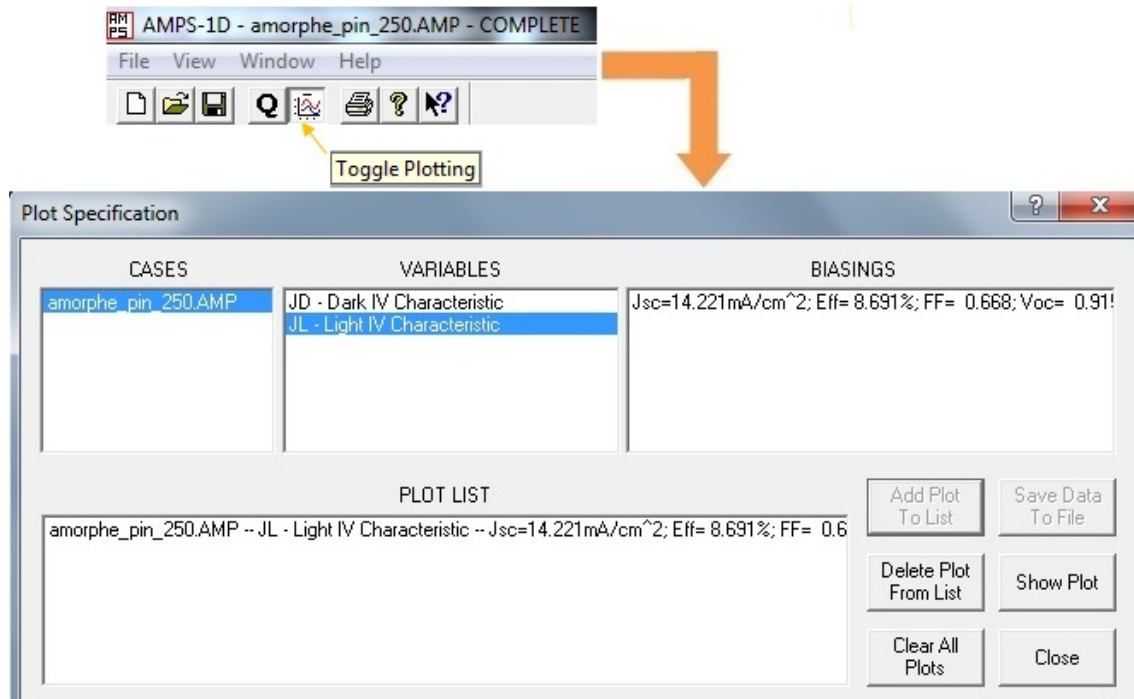 AMPS-1D - amorphe_pin_250.AMP - COMPLETE
File View Window Help
Q
Toggle Plotting
Plot Specification
CASES VARIABLES BIASINGS
amorphe_pin_250.AMP
JD - Dark IV Characteristic
JL - Light IV Characteristic
Jsc=14.221mA/cm^2; Eff= 8.691%; FF= 0.668; Voc= 0.91
PLOT LIST
amorphe_pin_250.AMP -- JL - Light IV Characteristic -- Jsc=14.221mA/cm^2; Eff= 8.691%; FF= 0.6
Add Plot
To List
Save Data
To File
Delete Plot
From List
Show Plot
Clear All
Plots
Close